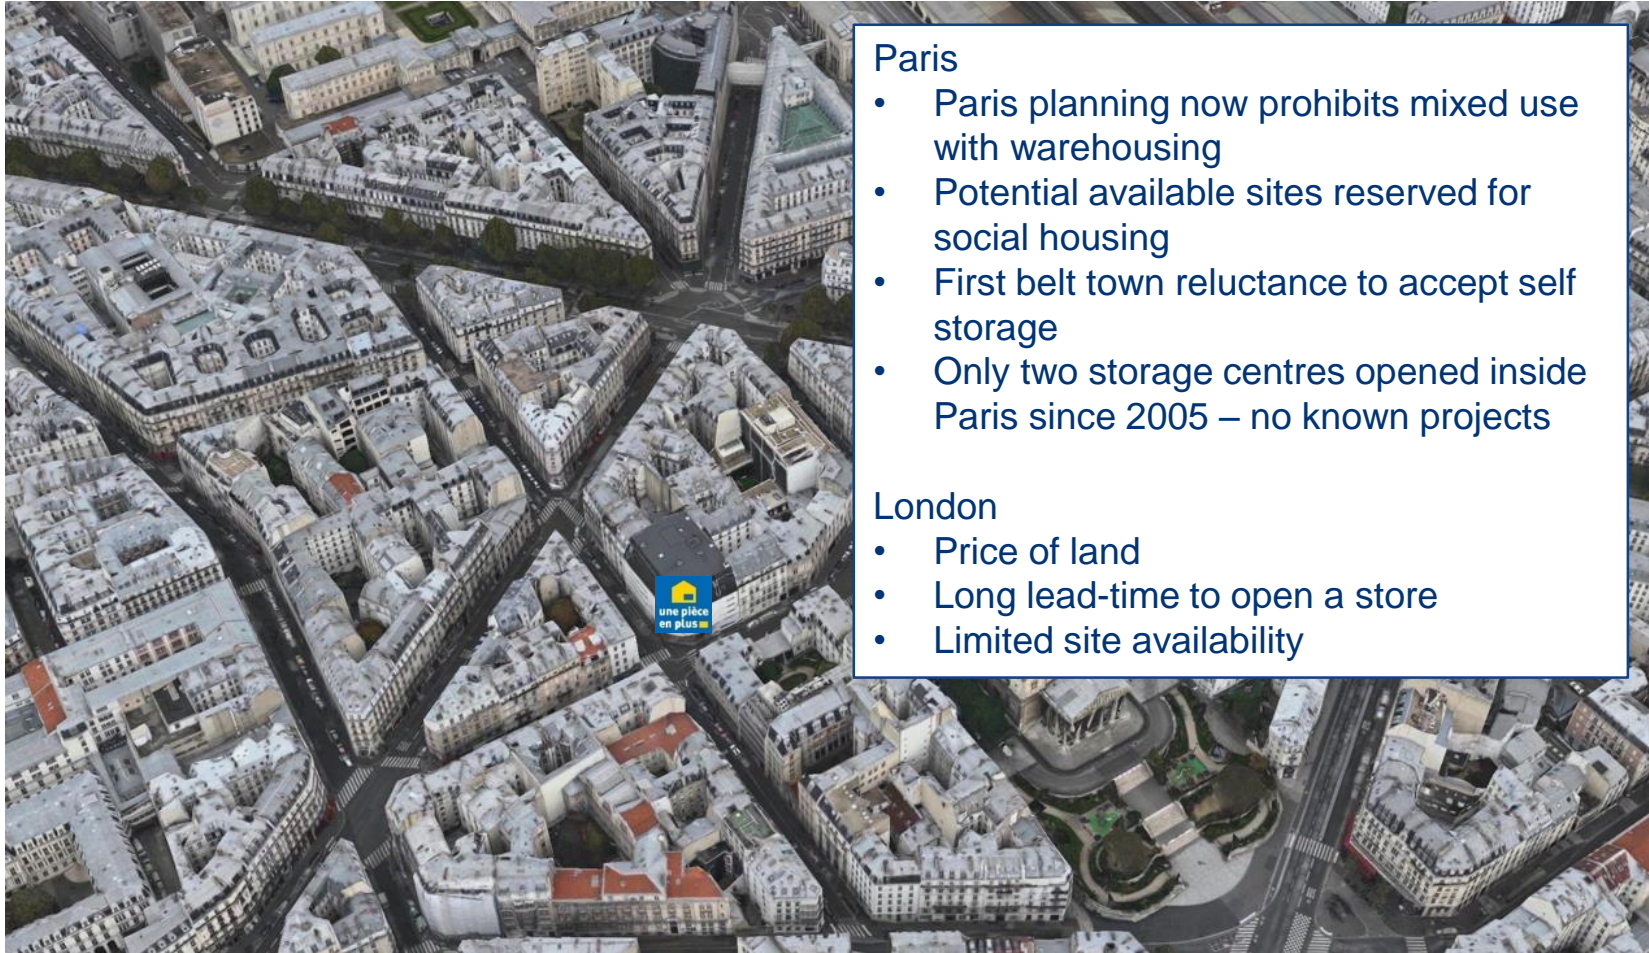 Paris
• Paris planning now prohibits mixed use
with warehousing
• Potential available sites reserved for
social housing
• First belt town reluctance to accept self
storage
• Only two storage centres opened inside
Paris since 2005 – no known projects
London
• Price of land
• Long lead-time to open a store
• Limited site availability
une pièce
en plus